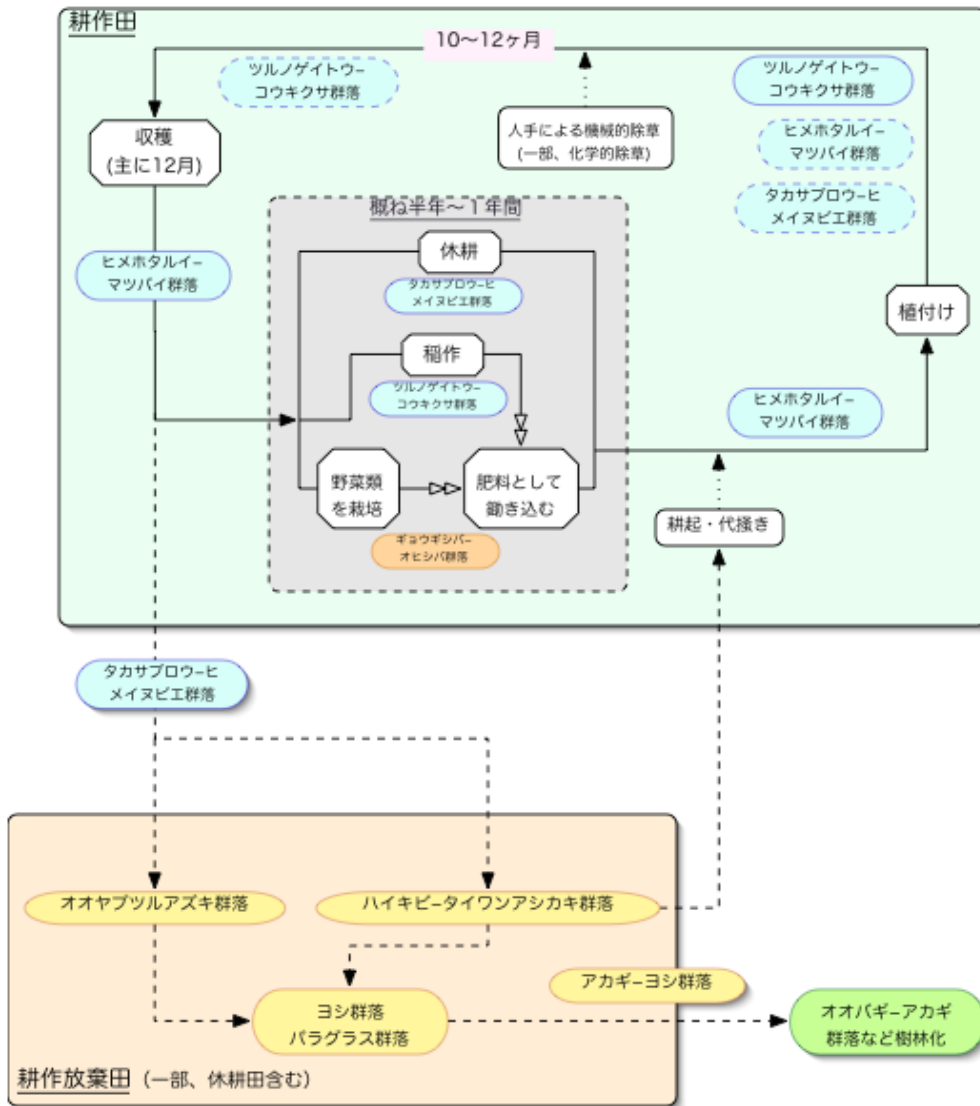 耕作田
10〜12ヶ月
ツルノゲイトウ–
コウキクサ群落
ツルノゲイトウ–
コウキクサ群落
収穫
(主に12月)
人手による機械的除草
(一部、化学的除草)
ヒメホタルイ–
マツバイ群落
タカサブロウ–ヒ
メイヌビエ群落
概ね半年〜１年間
休耕
タカサブロウ–ヒ
メイヌビエ群落
ヒメホタルイ–
マツバイ群落
植付け
稲作
ツルノゲイトウ–
コウキクサ群落
ヒメホタルイ–
マツバイ群落
野菜類
を栽培
肥料として
鋤き込む
耕起・代掻き
ギョウギシバ–
オヒシバ群落
タカサブロウ–ヒ
メイヌビエ群落
オオヤブツルアズキ群落
ハイキビ–タイワンアシカキ群落
アカギ–ヨシ群落
ヨシ群落
パラグラス群落
オオバギ–アカギ
群落など樹林化
耕作放棄田（一部、休耕田含む）